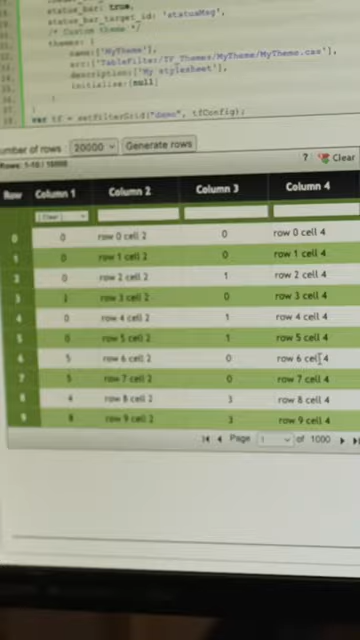 status_bar: true,
status_bar_target_id: 'statusMsg',
/* Custom theme */
themes: {
name:['MyTheme'],
src:['TableFilter/TF_Themes/MyTheme/MyTheme.css'],
description:['My stylesheet'],
initialise:[null]
}
}
var tf = setFilterGrid("demo", tfConfig);
umber of rows : 20000 Generate rows
Rows: 1-10 / 10000
? Clear
Row Column 1 Column 2 Column 3 Column 4
[Clear]
0 0 row 0 cell 2 0 row 0 cell 4
1 0 row 1 cell 2 0 row 1 cell 4
2 0 row 2 cell 2 1 row 2 cell 4
3 row 3 cell 2 0 row 3 cell 4
4 0 row 4 cell 2 1 row 4 cell 4
5 row 5 cell 2 1 row 5 cell 4
6 5 row 6 cell 2 0 row 6 cell 4
7 5 row 7 cell 2 0 row 7 cell 4
8 4 row 8 cell 2 3 row 8 cell 4
9 8 row 9 cell 2 3 row 9 cell 4
Page 1 of 1000